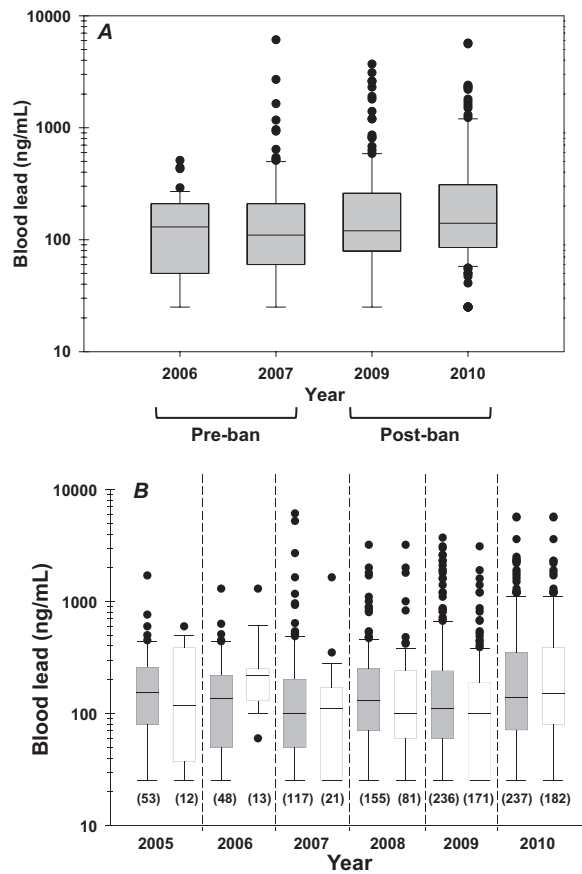 A
10000
1000
100
10
Blood lead (ng/mL)
2006 2007 2009 2010
Year
Pre-ban Post-ban
B
10000
1000
100
10
Blood lead (ng/mL)
(53) (12) (48) (13) (117) (21) (155) (81) (236) (171) (237) (182)
2005 2006 2007 2008 2009 2010
Year